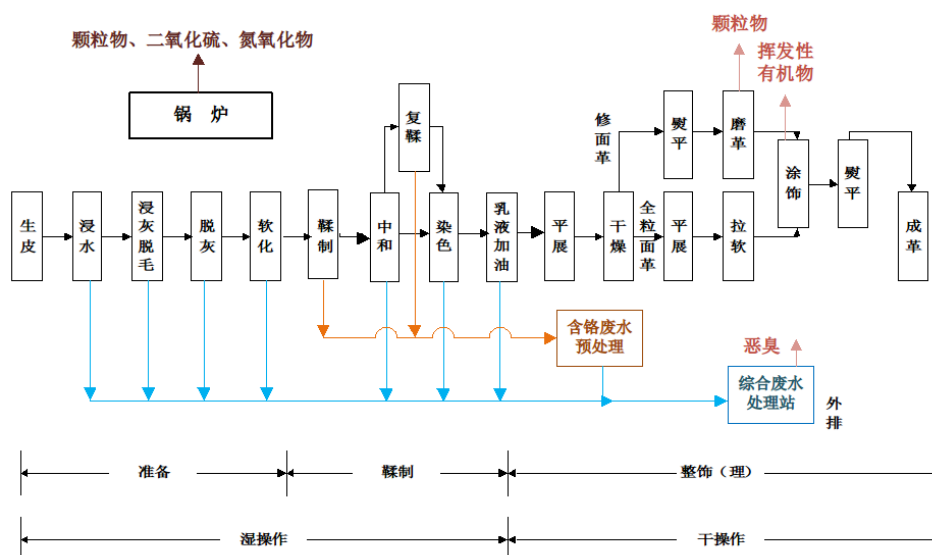 颗粒物、二氧化硫、氮氧化物
锅 炉
颗粒物
挥发性
有机物
复鞣
修面革
熨平
磨革
涂饰
熨平
生皮
浸水
浸灰脱毛
脱灰
软化
鞣制
中和
染色
乳液加油
平展
干燥
全粒面革
平展
拉软
成革
含铬废水
预处理
恶臭
综合废水
处理站
外排
准备
鞣制
整饰（理）
湿操作
干操作